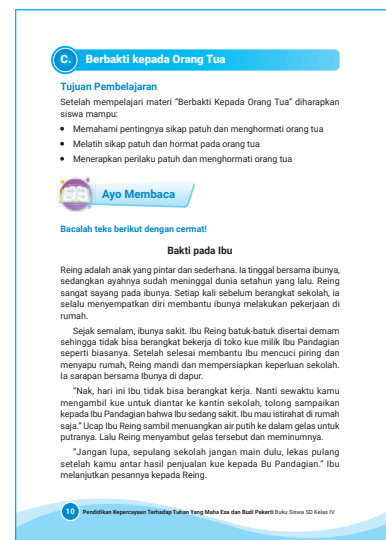 C. Berbakti kepada Orang Tua
Tujuan Pembelajaran
Setelah mempelajari materi "Berbakti Kepada Orang Tua" diharapkan
siswa mampu:
• Memahami pentingnya sikap patuh dan menghormati orang tua
• Melatih sikap patuh dan hormat pada orang tua
• Menerapkan perilaku patuh dan menghormati orang tua
Ayo Membaca
Bacalah teks berikut dengan cermat!
Bakti pada Ibu
Reing adalah anak yang pintar dan sederhana. Ia tinggal bersama ibunya,
sedangkan ayahnya sudah meninggal dunia setahun yang lalu. Reing
sangat sayang pada ibunya. Setiap kali sebelum berangkat sekolah, ia
selalu menyempatkan diri membantu ibunya melakukan pekerjaan di
rumah.
Sejak semalam, ibunya sakit. Ibu Reing batuk-batuk disertai demam
sehingga tidak bisa berangkat bekerja di toko kue milik Ibu Pandagian
seperti biasanya. Setelah selesai membantu Ibu mencuci piring dan
menyapu rumah, Reing mandi dan mempersiapkan keperluan sekolah.
Ia sarapan bersama Ibunya di dapur.
"Nak, hari ini Ibu tidak bisa berangkat kerja. Nanti sewaktu kamu
mengambil kue untuk diantar ke kantin sekolah, tolong sampaikan
kepada Ibu Pandagian bahwa Ibu sedang sakit. Ibu mau istirahat di rumah
saja." Ucap Ibu Reing sambil menuangkan air putih ke dalam gelas untuk
putranya. Lalu Reing menyambut gelas tersebut dan meminumnya.
"Jangan lupa, sepulang sekolah jangan main dulu, lekas pulang
setelah kamu antar hasil penjualan kue kepada Bu Pandagian." Ibu
melanjutkan pesannya kepada Reing.
10 Pendidikan Kepercayaan Terhadap Tuhan Yang Maha Esa dan Budi Pekerti Buku Siswa SD Kelas IV